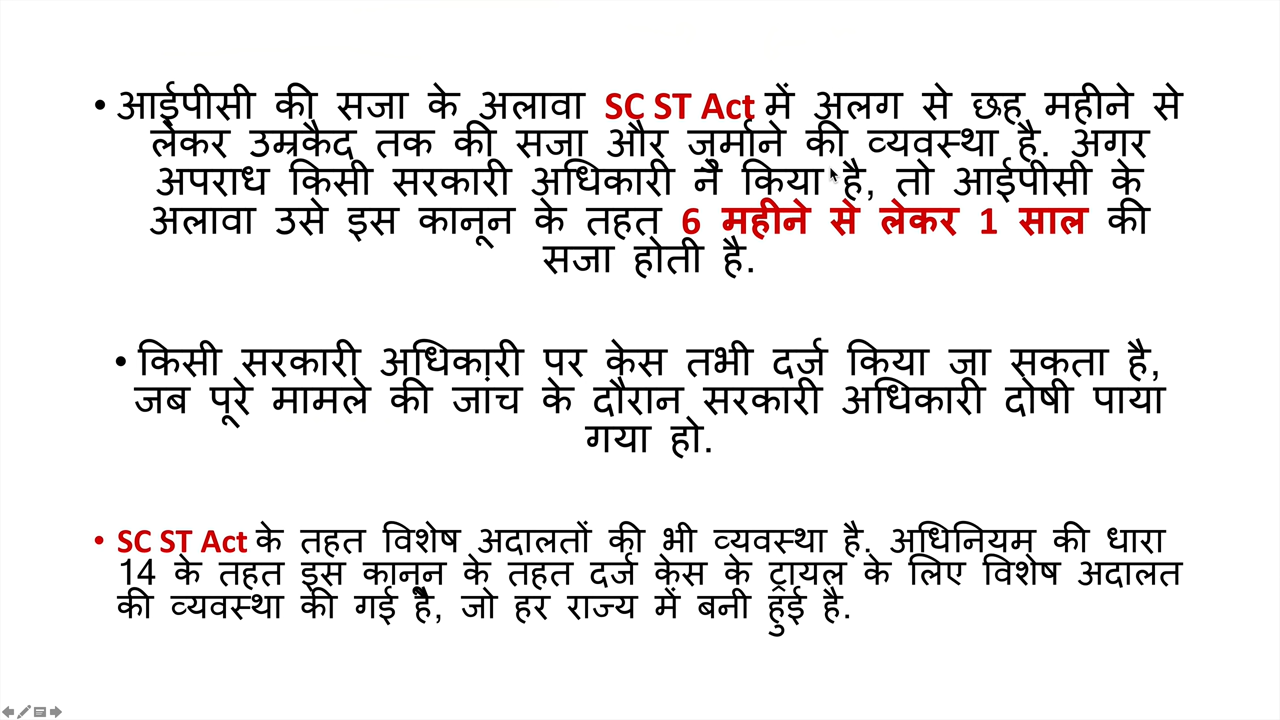 • आईपीसी की सजा के अलावा SC ST Act में अलग से छह महीने से
लेकर उम्रकैद तक की सजा और जुर्माने की व्यवस्था है. अगर
अपराध किसी सरकारी अधिकारी ने किया है, तो आईपीसी के
अलावा उसे इस कानून के तहत 6 महीने से लेकर 1 साल की
सजा होती है.
• किसी सरकारी अधिकारी पर केस तभी दर्ज किया जा सकता है,
जब पूरे मामले की जांच के दौरान सरकारी अधिकारी दोषी पाया
गया हो.
• SC ST Act के तहत विशेष अदालतों की भी व्यवस्था है. अधिनियम की धारा
14 के तहत इस कानून के तहत दर्ज केस के ट्रायल के लिए विशेष अदालत
की व्यवस्था की गई है, जो हर राज्य में बनी हुई है.